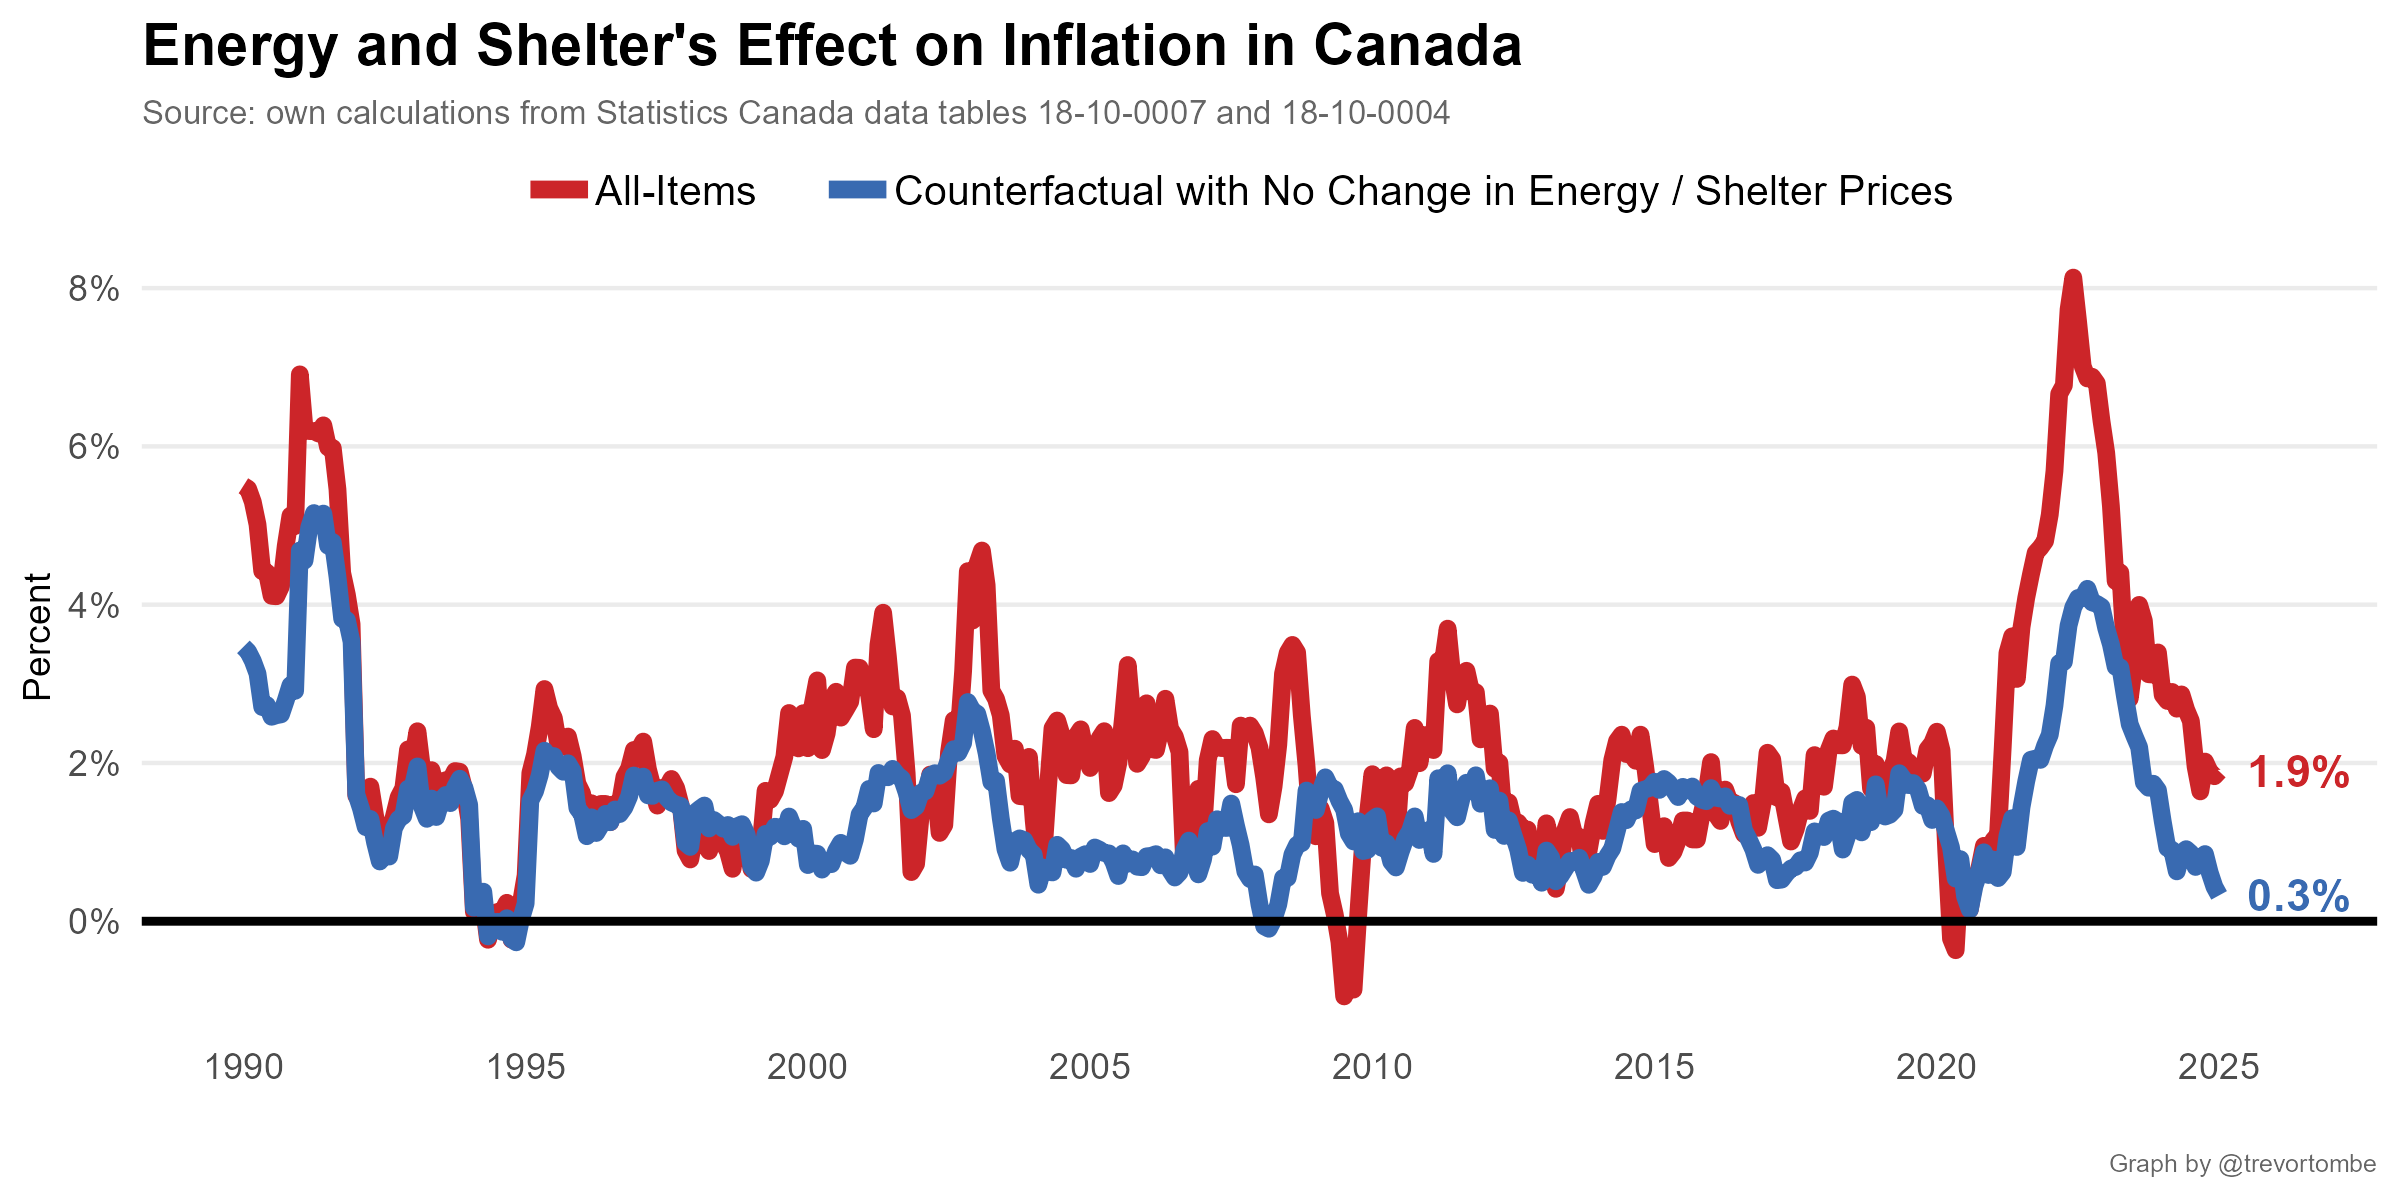 Energy and Shelter's Effect on Inflation in Canada
Source: own calculations from Statistics Canada data tables 18-10-0007 and 18-10-0004
All-Items
Counterfactual with No Change in Energy / Shelter Prices
Percent
8%
6%
4%
2%
0%
1.9%
0.3%
1990
1995
2000
2005
2010
2015
2020
2025
Graph by @trevortombe